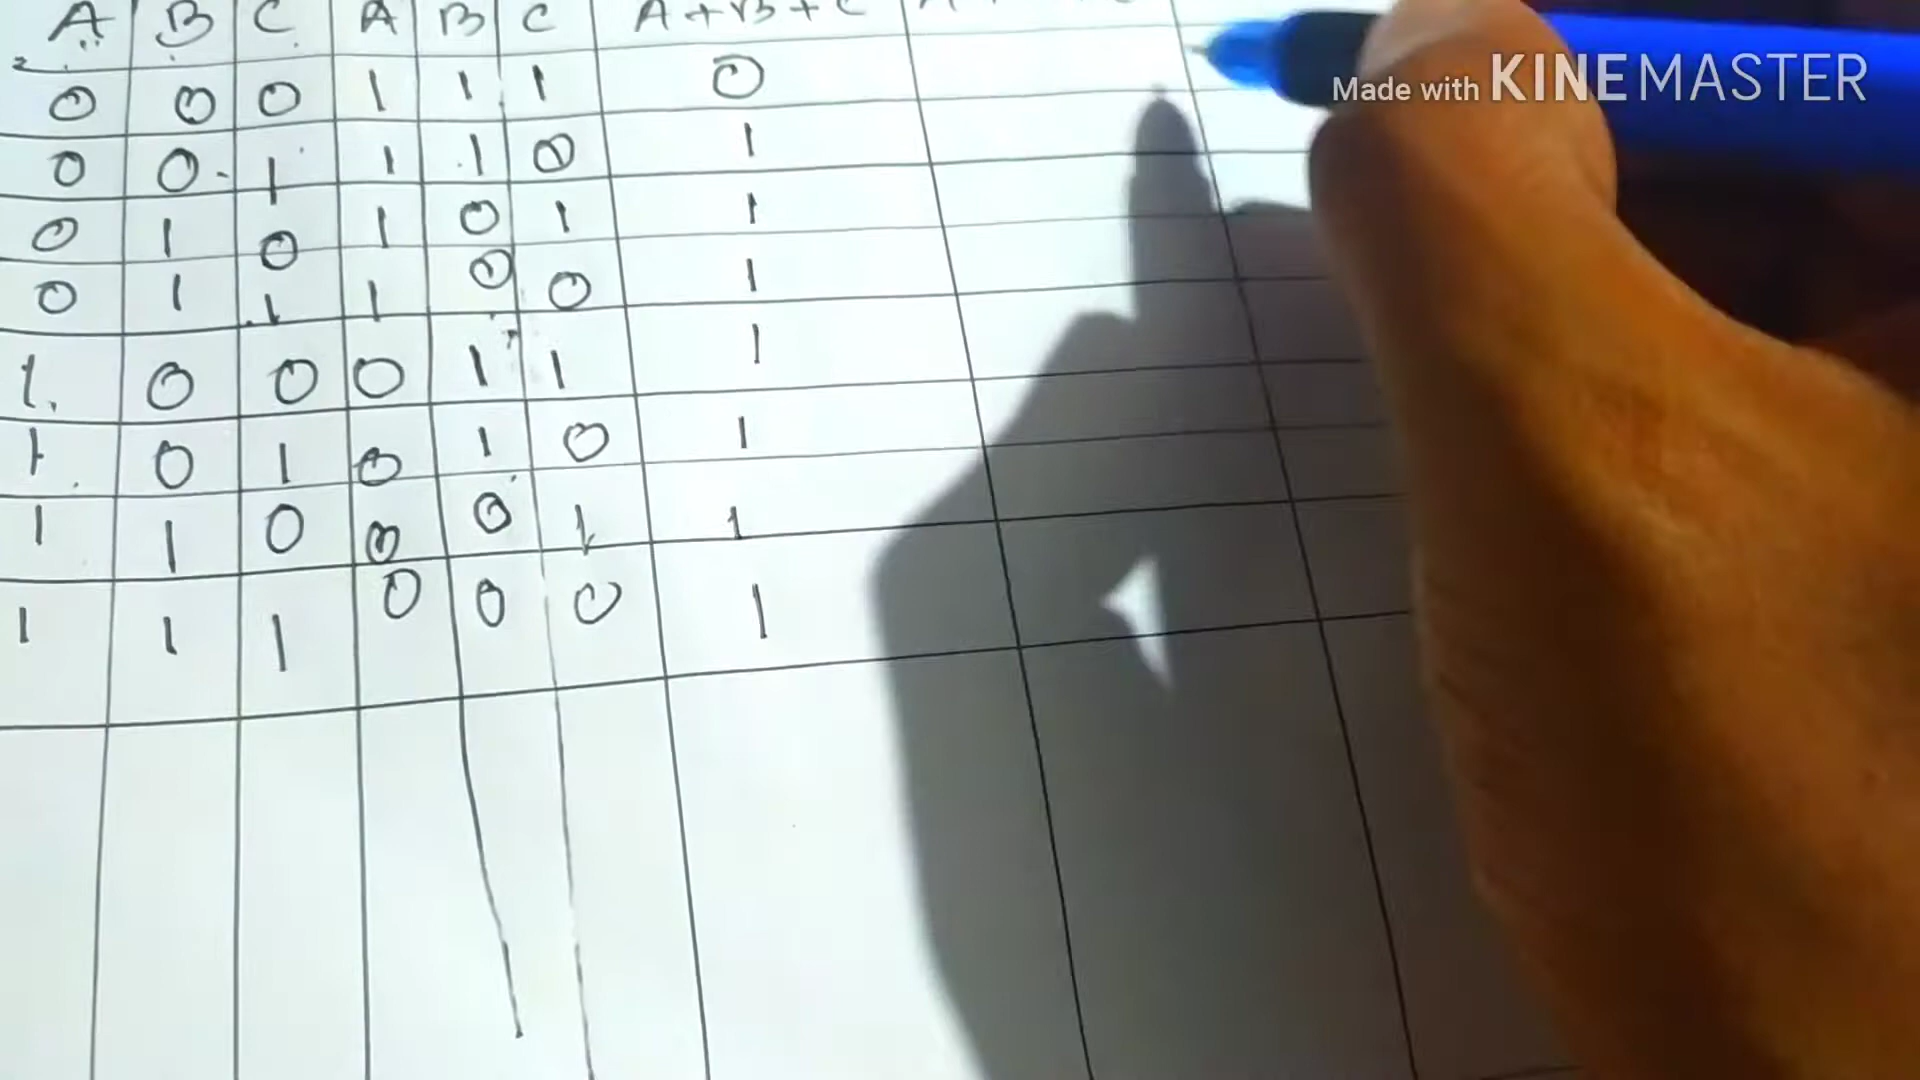 A B C A B C A+B+C
Made with KINEMASTER
0 0 0 1 1 1 0
0 0 1 1 1 0 1
0 1 0 1 0 1 1
0 1 1 1 0 0 1
1 0 0 0 1 1 1
1 0 1 0 1 0 1
1 1 0 0 0 1 1
1 1 1 0 0 0 1